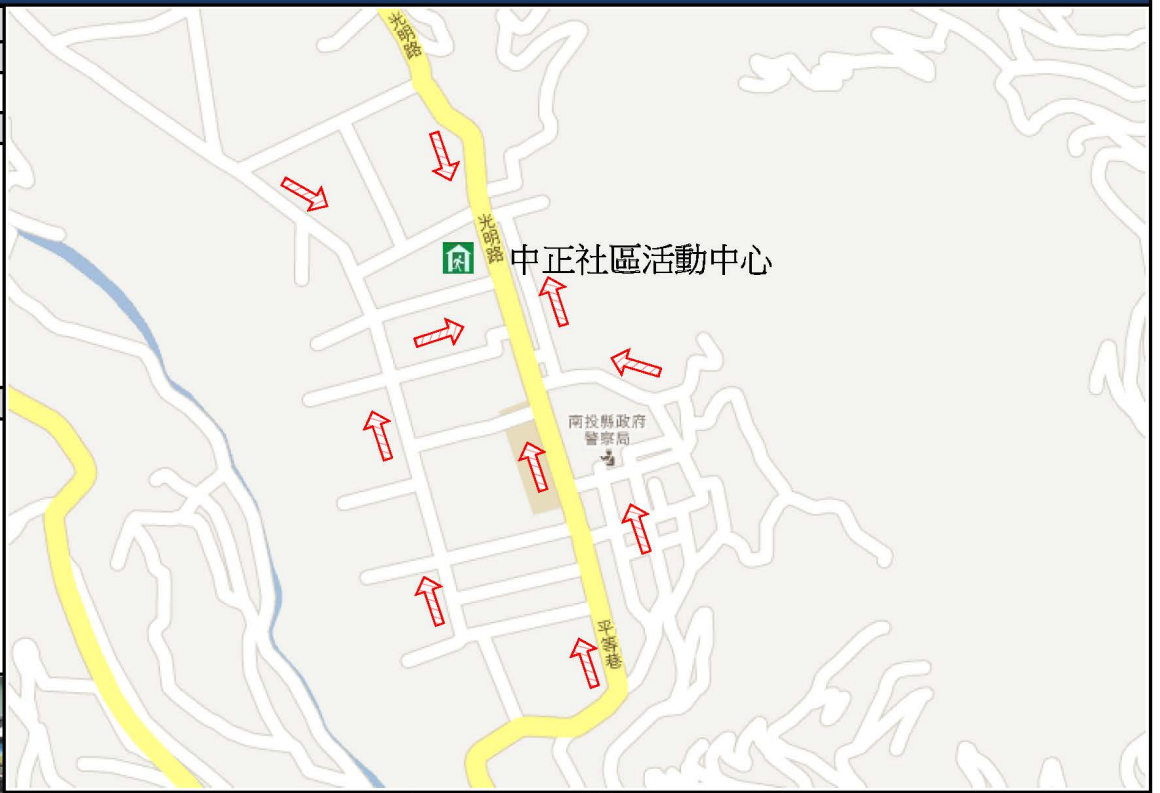 光明路
光明路
中正社區活動中心
南投縣政府
警察局
平等巷